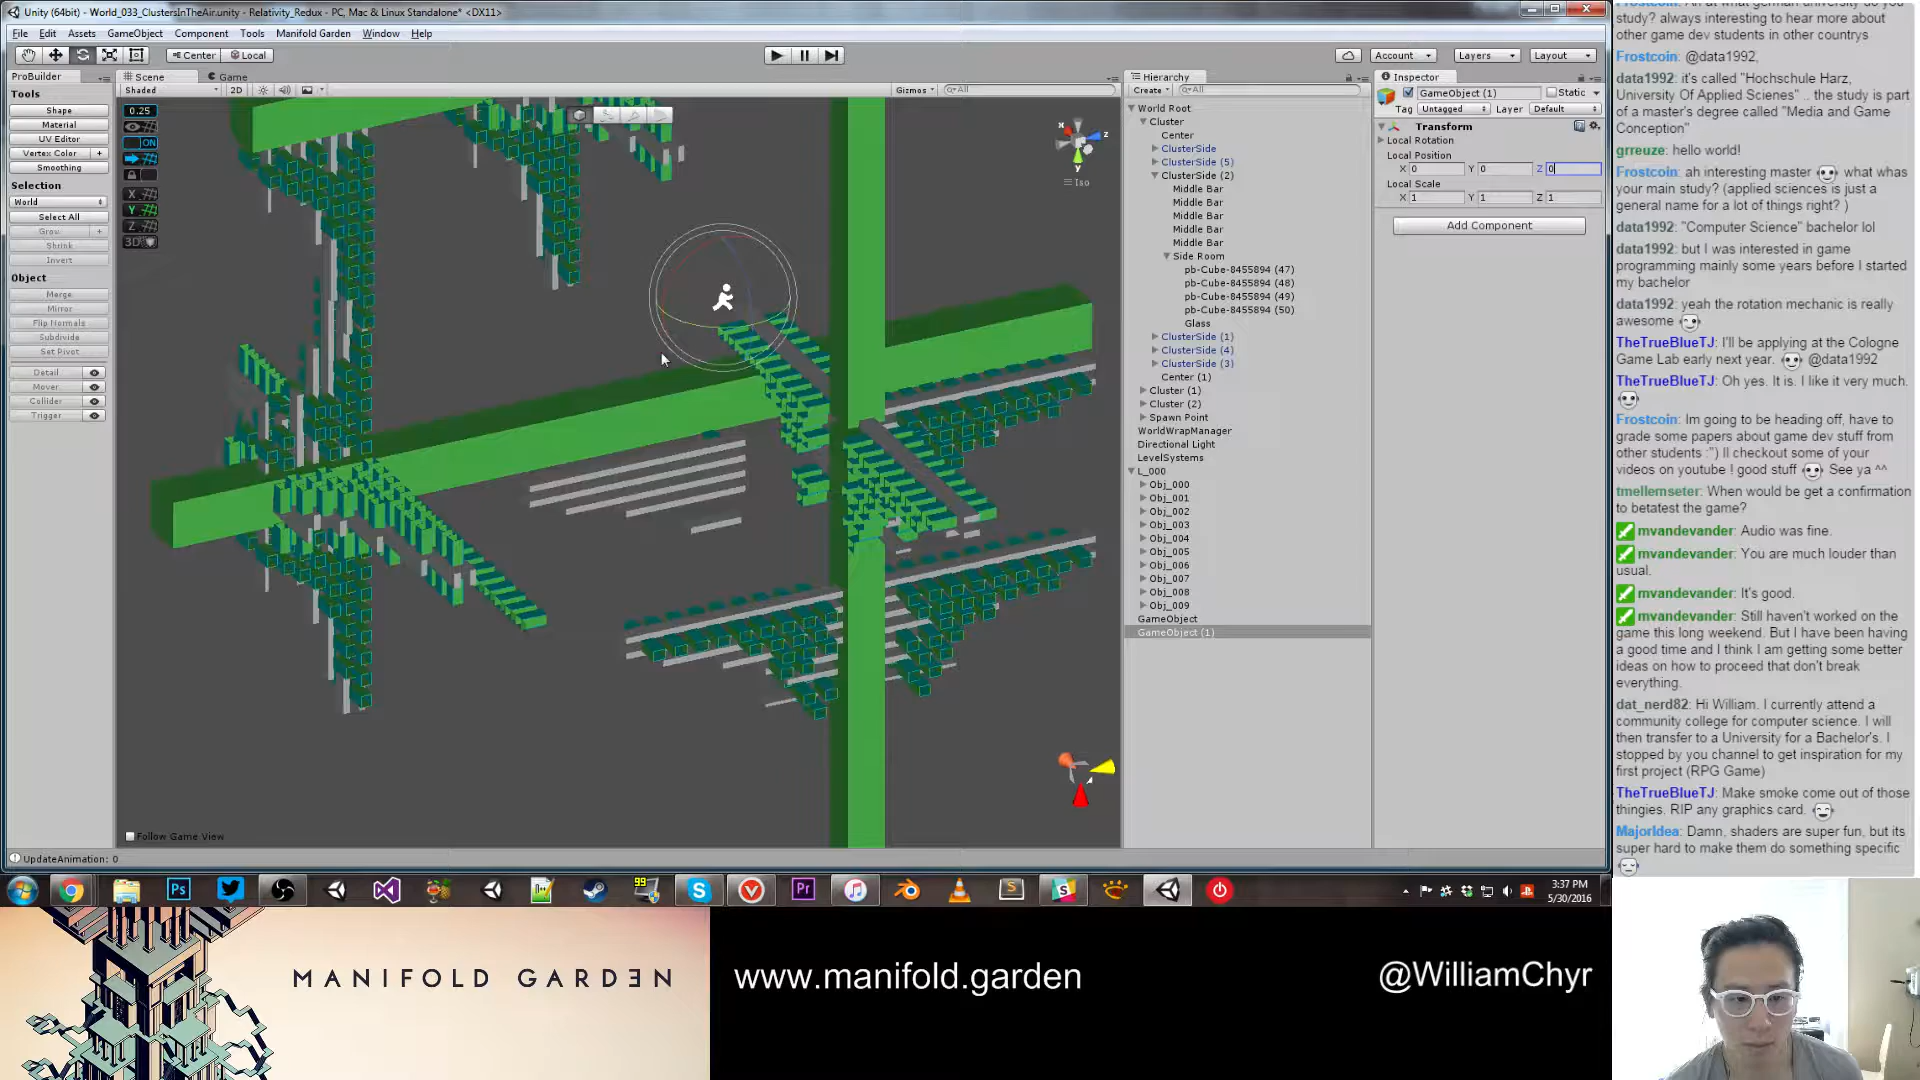 Unity (64bit) - World_033_ClustersInTheAir.unity - Relativity_Redux - PC, Mac & Linux Standalone* <DX11>
File Edit Assets GameObject Component Tools Manifold Garden Window Help
Center Local
Account Layers Layout
ProBuilder
Scene Game
Shaded 2D Gizmos All
Tools
Shape
Material
UV Editor
Vertex Color +
Smoothing
Selection
World
Select All
Grow +
Shrink
Invert
Object
Merge
Mirror
Flip Normals
Subdivide
Set Pivot
Detail
Mover
Collider
Trigger
0.25
ON
X
Y
Z
3D
x
z
y
Iso
Follow Game View
UpdateAnimation: 0
Hierarchy
Create All
World Root
Cluster
Center
ClusterSide
ClusterSide (5)
ClusterSide (2)
Middle Bar
Middle Bar
Middle Bar
Middle Bar
Middle Bar
Side Room
pb-Cube-8455894 (47)
pb-Cube-8455894 (48)
pb-Cube-8455894 (49)
pb-Cube-8455894 (50)
Glass
ClusterSide (1)
ClusterSide (4)
ClusterSide (3)
Center (1)
Cluster (1)
Cluster (2)
Spawn Point
WorldWrapManager
Directional Light
LevelSystems
L_000
Obj_000
Obj_001
Obj_002
Obj_003
Obj_004
Obj_005
Obj_006
Obj_007
Obj_008
Obj_009
GameObject
GameObject (1)
Inspector
GameObject (1) Static
Tag Untagged Layer Default
Transform
Local Rotation
Local Position
X 0 Y 0 Z 0
Local Scale
X 1 Y 1 Z 1
Add Component
study? always interesting to hear more about
other game dev students in other countrys
Frostcoin: @data1992,
data1992: it's called "Hochschule Harz,
University Of Applied Scienes" .. the study is part
of a master's degree called "Media and Game
Conception"
grreuze: hello world!
Frostcoin: ah interesting master what whas
your main study? (applied sciences is just a
general name for a lot of things right? )
data1992: "Computer Science" bachelor lol
data1992: but I was interested in game
programming mainly some years before I started
my bachelor
data1992: yeah the rotation mechanic is really
awesome
TheTrueBlueTJ: I'll be applying at the Cologne
Game Lab early next year. @data1992
TheTrueBlueTJ: Oh yes. It is. I like it very much.
Frostcoin: Im going to be heading off, have to
grade some papers about game dev stuff from
other students :") Il checkout some of your
videos on youtube ! good stuff See ya ^^
tmellemseter: When would be get a confirmation
to betatest the game?
mvandevander: Audio was fine.
mvandevander: You are much louder than
usual.
mvandevander: It's good.
mvandevander: Still haven't worked on the
game this long weekend. But I have been having
a good time and I think I am getting some better
ideas on how to proceed that don't break
everything.
dat_nerd82: Hi William. I currently attend a
community college for computer science. I will
then transfer to a University for a Bachelor's. I
stopped by you channel to get inspiration for my
first project (RPG Game)
TheTrueBlueTJ: Make smoke come out of those
thingies. RIP any graphics card.
MajorIdea: Damn, shaders are super fun, but its
super hard to make them do something specific
Ps
99
Pr
3:37 PM
5/30/2016
MANIFOLD GARDƎN
www.manifold.garden
@WilliamChyr